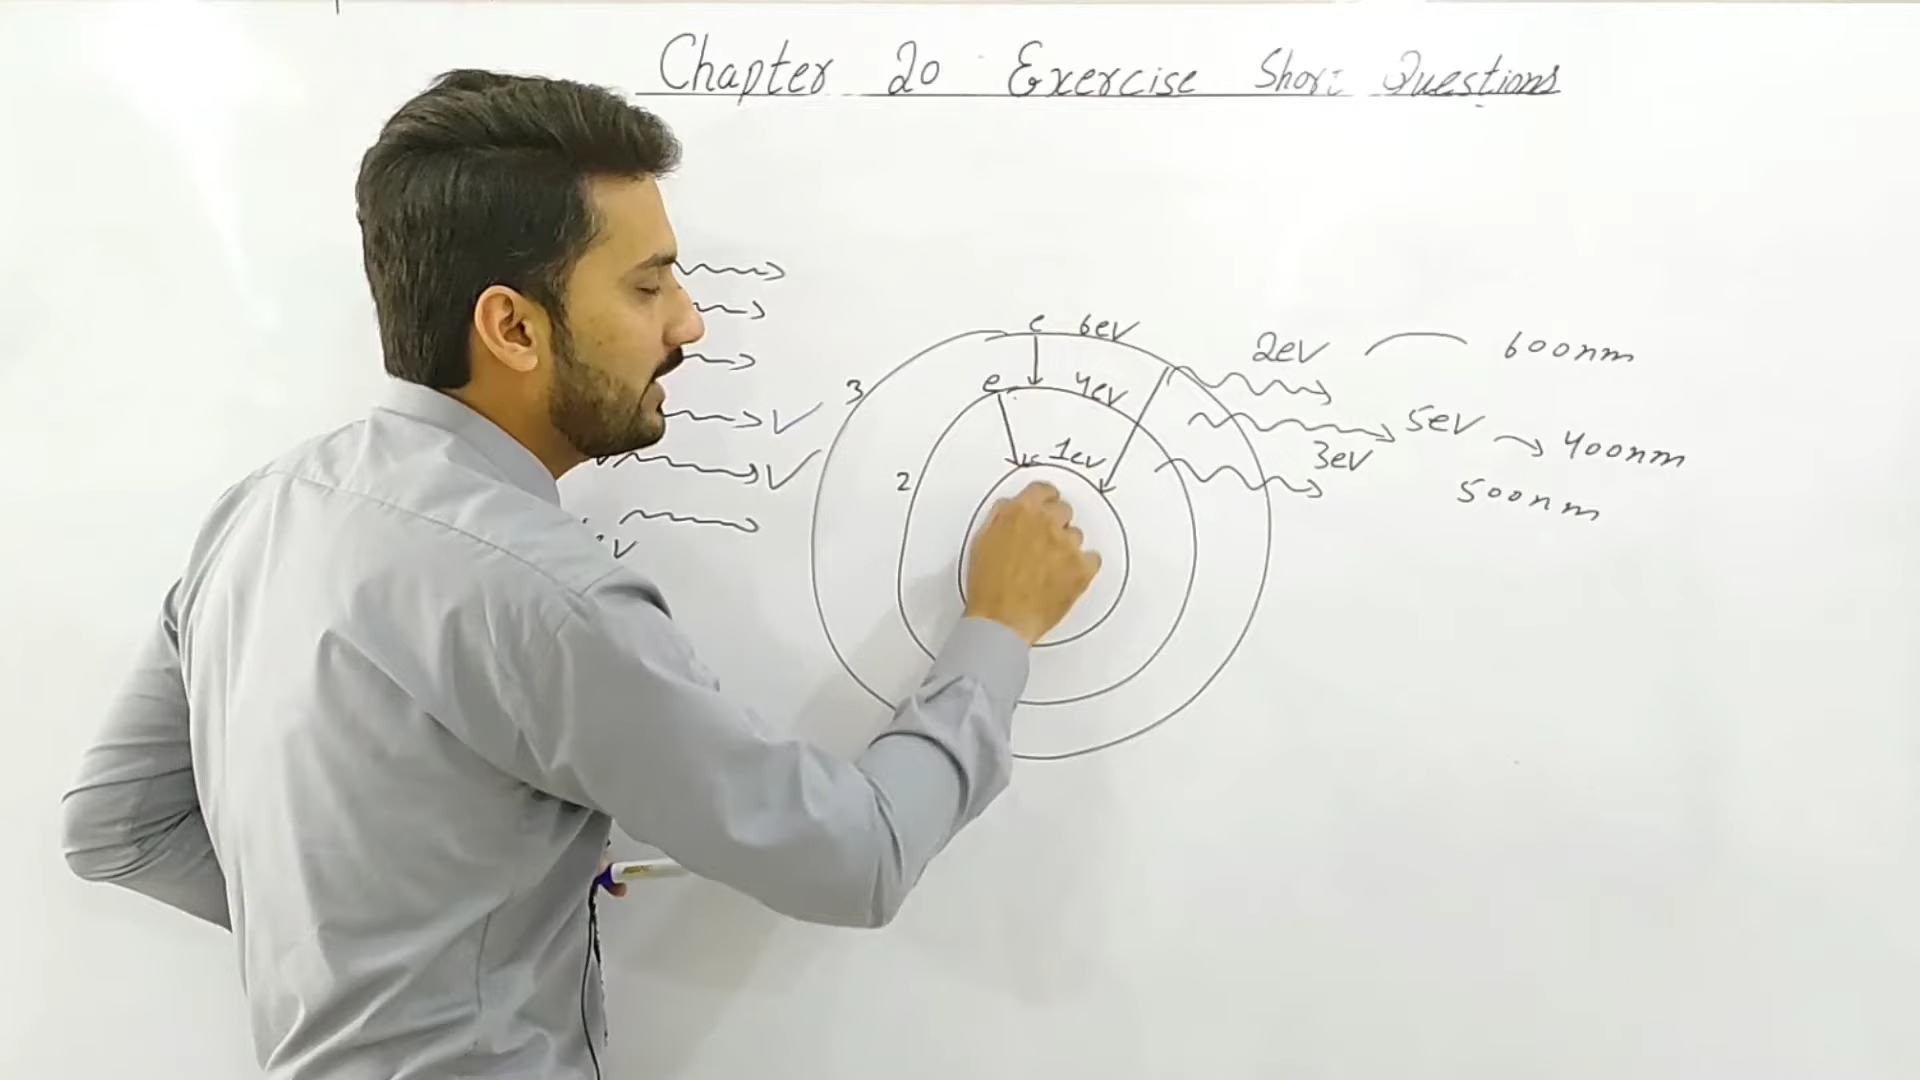 Chapter 20 Exercise Short Questions
e 6eV
2eV 600nm
3 e 4eV
5eV 400nm
1eV 3eV
2 500nm
V
V
V